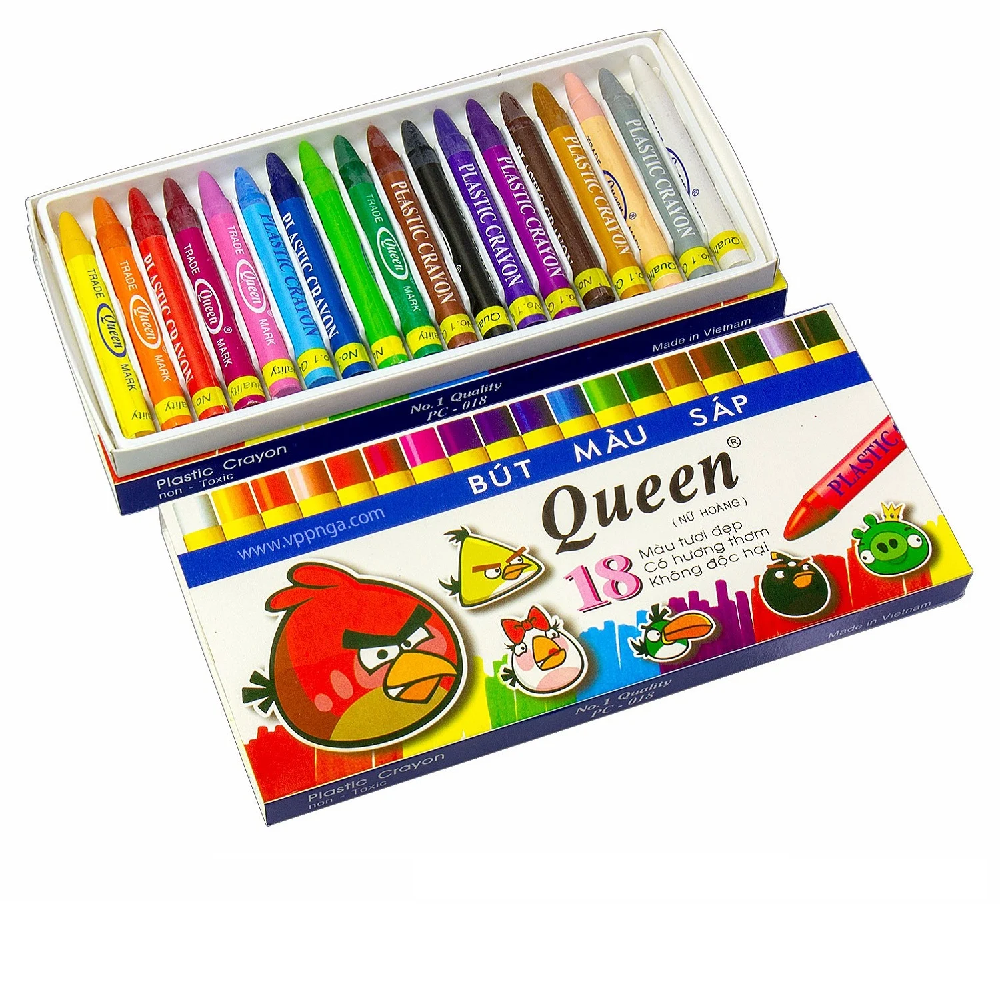 TRADE Queen MARK
TRADE Queen MARK
PLASTIC CRAYON
TRADE Queen ® MARK
TRADE Queen ® MARK
PLASTIC CRAYON
PLASTIC CRAYON
TRADE Queen MARK
PLASTIC CRAYON
PLASTIC CRAYON
PLASTIC CRAYON
PLASTIC CRAYON
PLASTIC CRAYON
TRADE Queen ®
PLASTIC CRAYON
Made in Vietnam
No.1 Quality
PC - 018
Plastic Crayon
non - Toxic
BÚT MÀU SÁP
www.vppnga.com
Queen®
(NỮ HOÀNG)
PLASTIC
18
Màu tươi đẹp
Có hương thơm
Không độc hại
Made in Vietnam
No.1 Quality
PC - 018
Plastic Crayon
non - Toxic